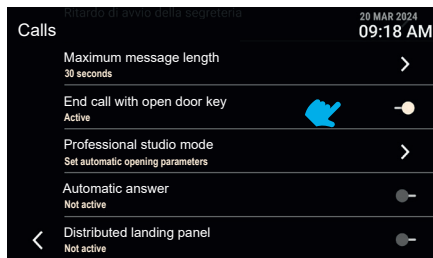 Ritardo di avvio della segreteria
20 MAR 2024
Calls
09:18 AM
Maximum message length
30 seconds
End call with open door key
Active
Professional studio mode
Set automatic opening parameters
Automatic answer
Not active
Distributed landing panel
Not active